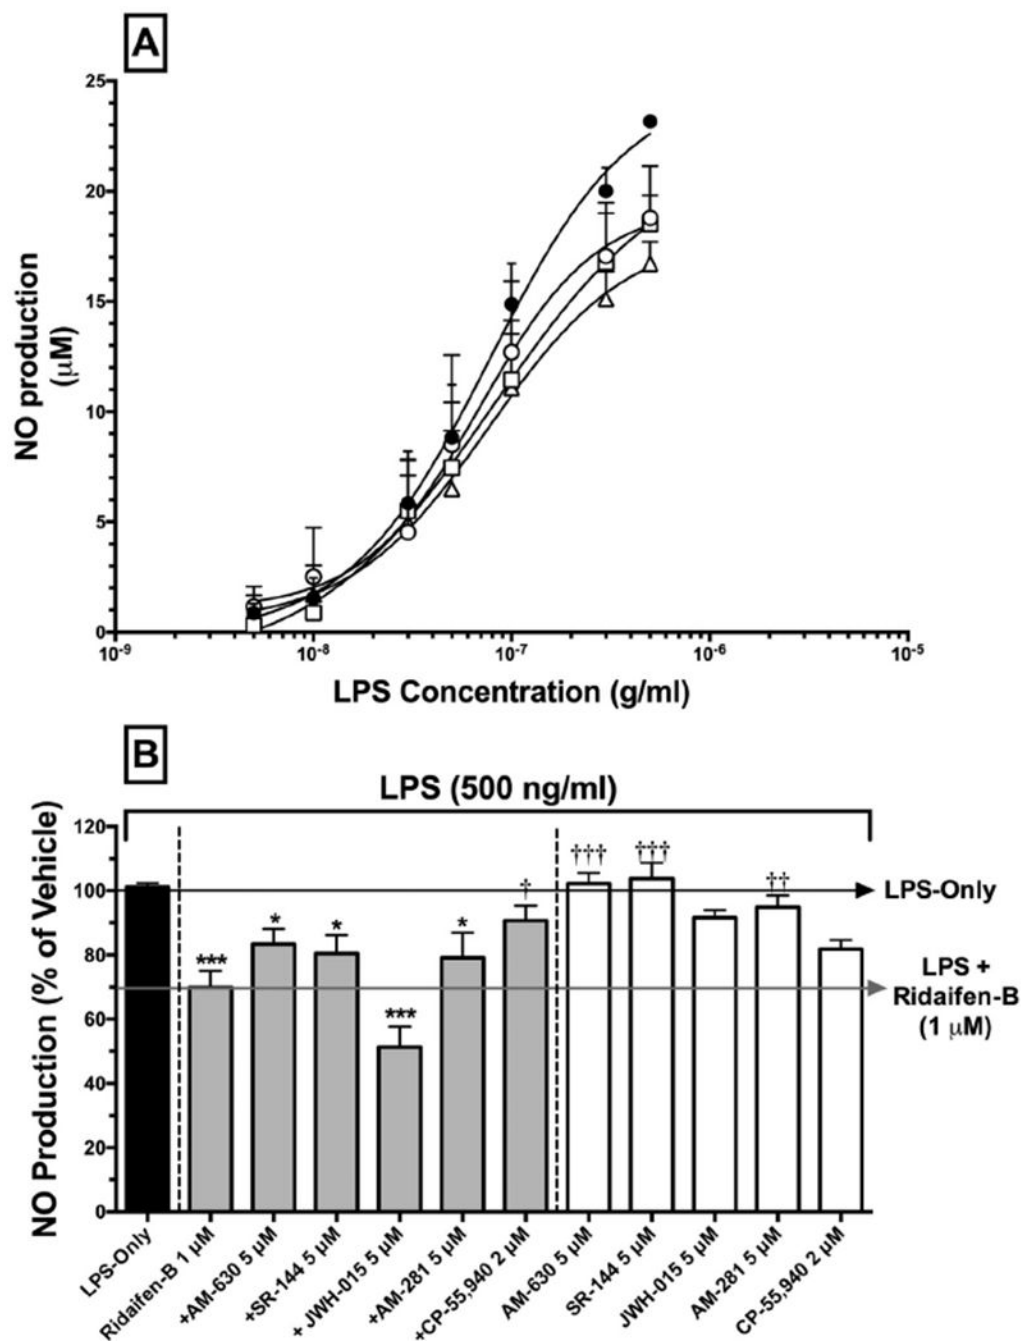 A
25
20
15
10
5
0
NO production
(μM)
10-9
10-8
10-7
10-6
10-5
LPS Concentration (g/ml)
B
LPS (500 ng/ml)
NO Production (% of Vehicle)
120
100
80
60
40
20
0
***
*
*
***
*
†
†††
†††
††
LPS-Only
LPS +
Ridaifen-B
(1 μM)
LPS-Only
Ridaifen-B 1 μM
+AM-630 5 μM
+SR-144 5 μM
+ JWH-015 5 μM
+AM-281 5 μM
+CP-55,940 2 μM
AM-630 5 μM
SR-144 5 μM
JWH-015 5 μM
AM-281 5 μM
CP-55,940 2 μM